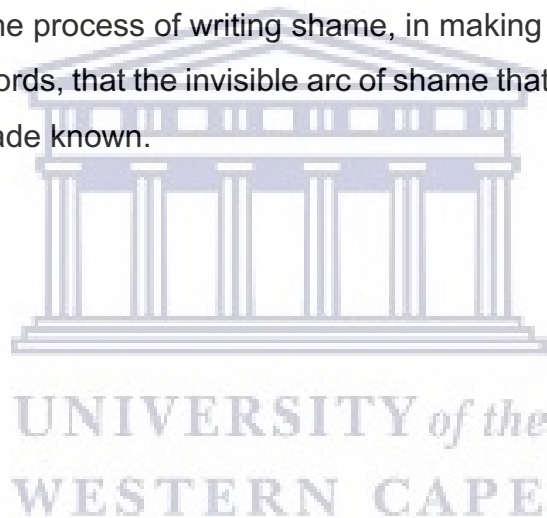 ne process of writing shame, in making
ords, that the invisible arc of shame that
ade known.
UNIVERSITY of the
WESTERN CAPE